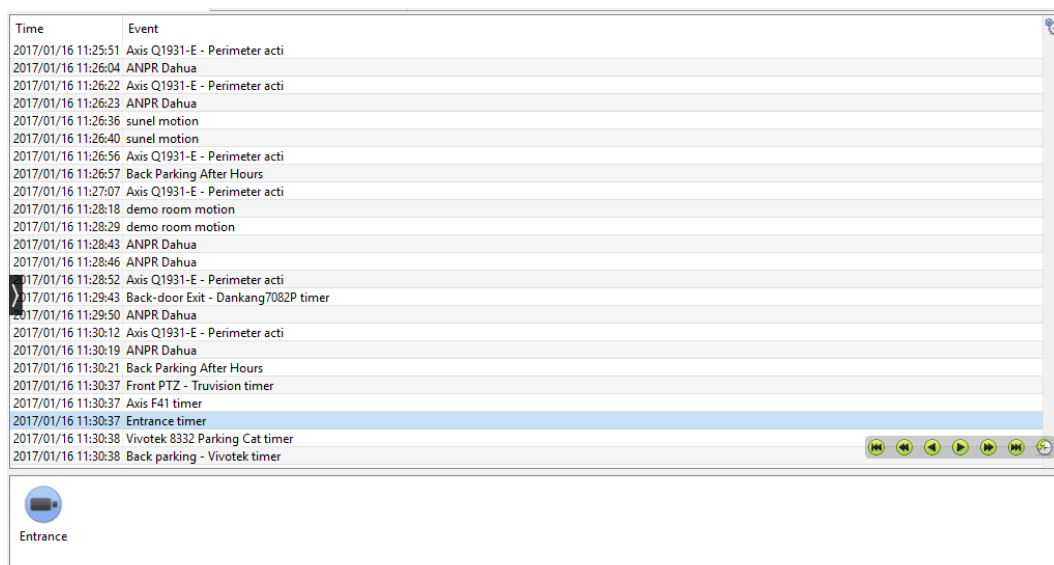 Time Event
2017/01/16 11:25:51 Axis Q1931-E - Perimeter acti
2017/01/16 11:26:04 ANPR Dahua
2017/01/16 11:26:22 Axis Q1931-E - Perimeter acti
2017/01/16 11:26:23 ANPR Dahua
2017/01/16 11:26:36 sunel motion
2017/01/16 11:26:40 sunel motion
2017/01/16 11:26:56 Axis Q1931-E - Perimeter acti
2017/01/16 11:26:57 Back Parking After Hours
2017/01/16 11:27:07 Axis Q1931-E - Perimeter acti
2017/01/16 11:28:18 demo room motion
2017/01/16 11:28:29 demo room motion
2017/01/16 11:28:43 ANPR Dahua
2017/01/16 11:28:46 ANPR Dahua
2017/01/16 11:28:52 Axis Q1931-E - Perimeter acti
2017/01/16 11:29:43 Back-door Exit - Dankang7082P timer
2017/01/16 11:29:50 ANPR Dahua
2017/01/16 11:30:12 Axis Q1931-E - Perimeter acti
2017/01/16 11:30:19 ANPR Dahua
2017/01/16 11:30:21 Back Parking After Hours
2017/01/16 11:30:37 Front PTZ - Truvision timer
2017/01/16 11:30:37 Axis F41 timer
2017/01/16 11:30:37 Entrance timer
2017/01/16 11:30:38 Vivotek 8332 Parking Cat timer
2017/01/16 11:30:38 Back parking - Vivotek timer
Entrance